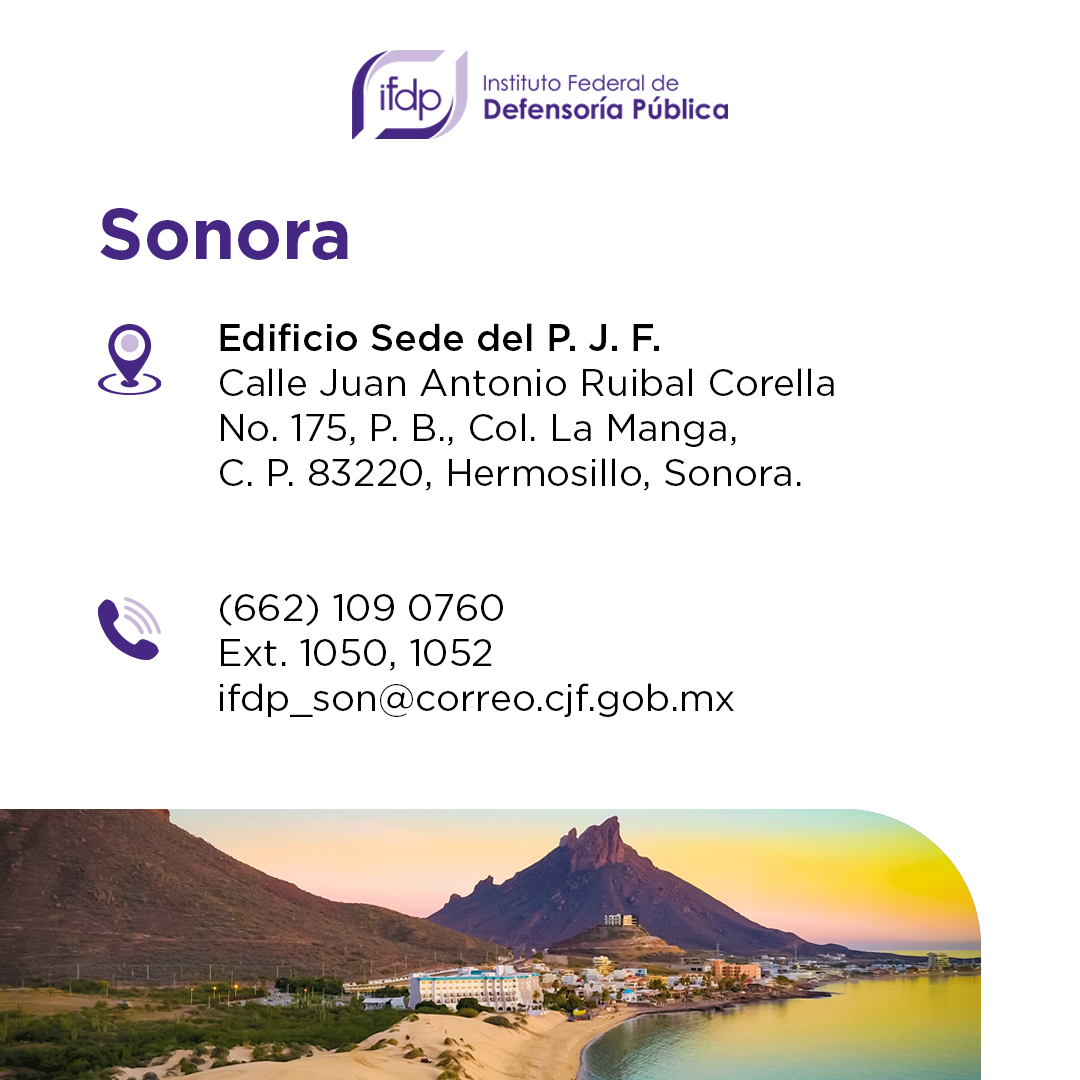 ifdp
Instituto Federal de
Defensoría Pública
Sonora
Edificio Sede del P. J. F.
Calle Juan Antonio Ruibal Corella
No. 175, P. B., Col. La Manga,
C. P. 83220, Hermosillo, Sonora.
(662) 109 0760
Ext. 1050, 1052
ifdp_son@correo.cjf.gob.mx